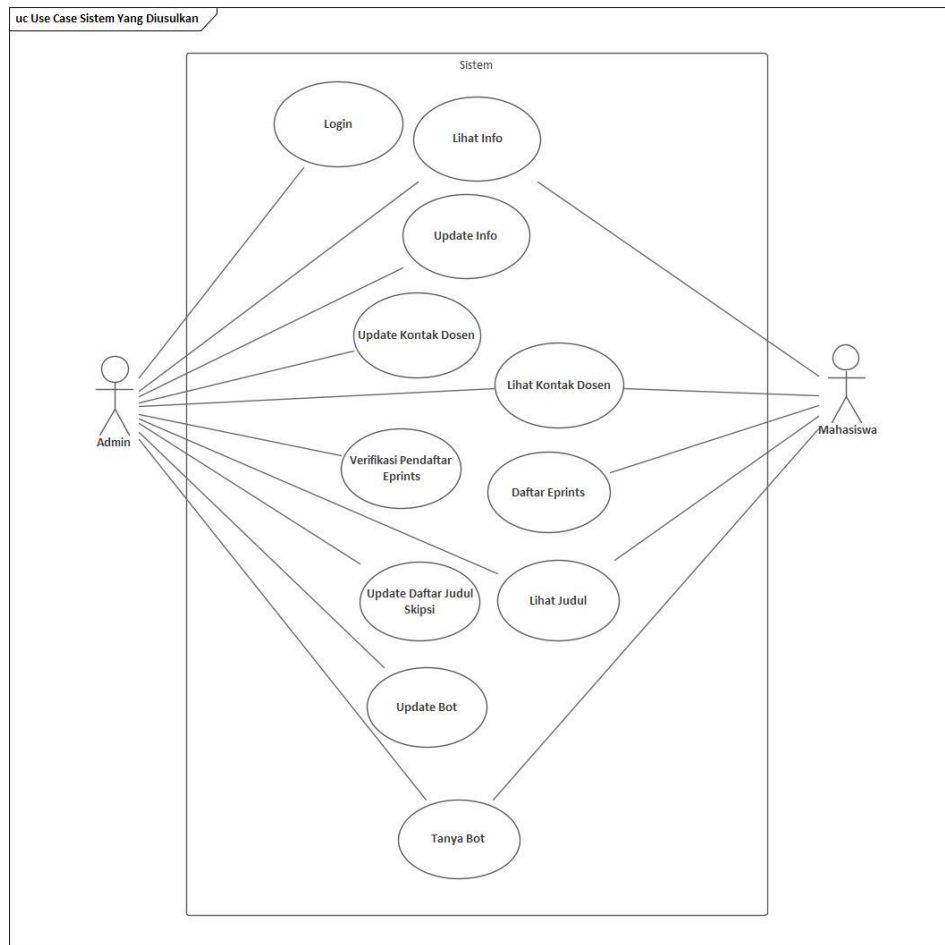 uc Use Case Sistem Yang Diusulkan
Sistem
Login
Lihat Info
Update Info
Update Kontak Dosen
Lihat Kontak Dosen
Admin
Mahasiswa
Verifikasi Pendaftar
Eprints
Daftar Eprints
Update Daftar Judul
Skipsi
Lihat Judul
Update Bot
Tanya Bot